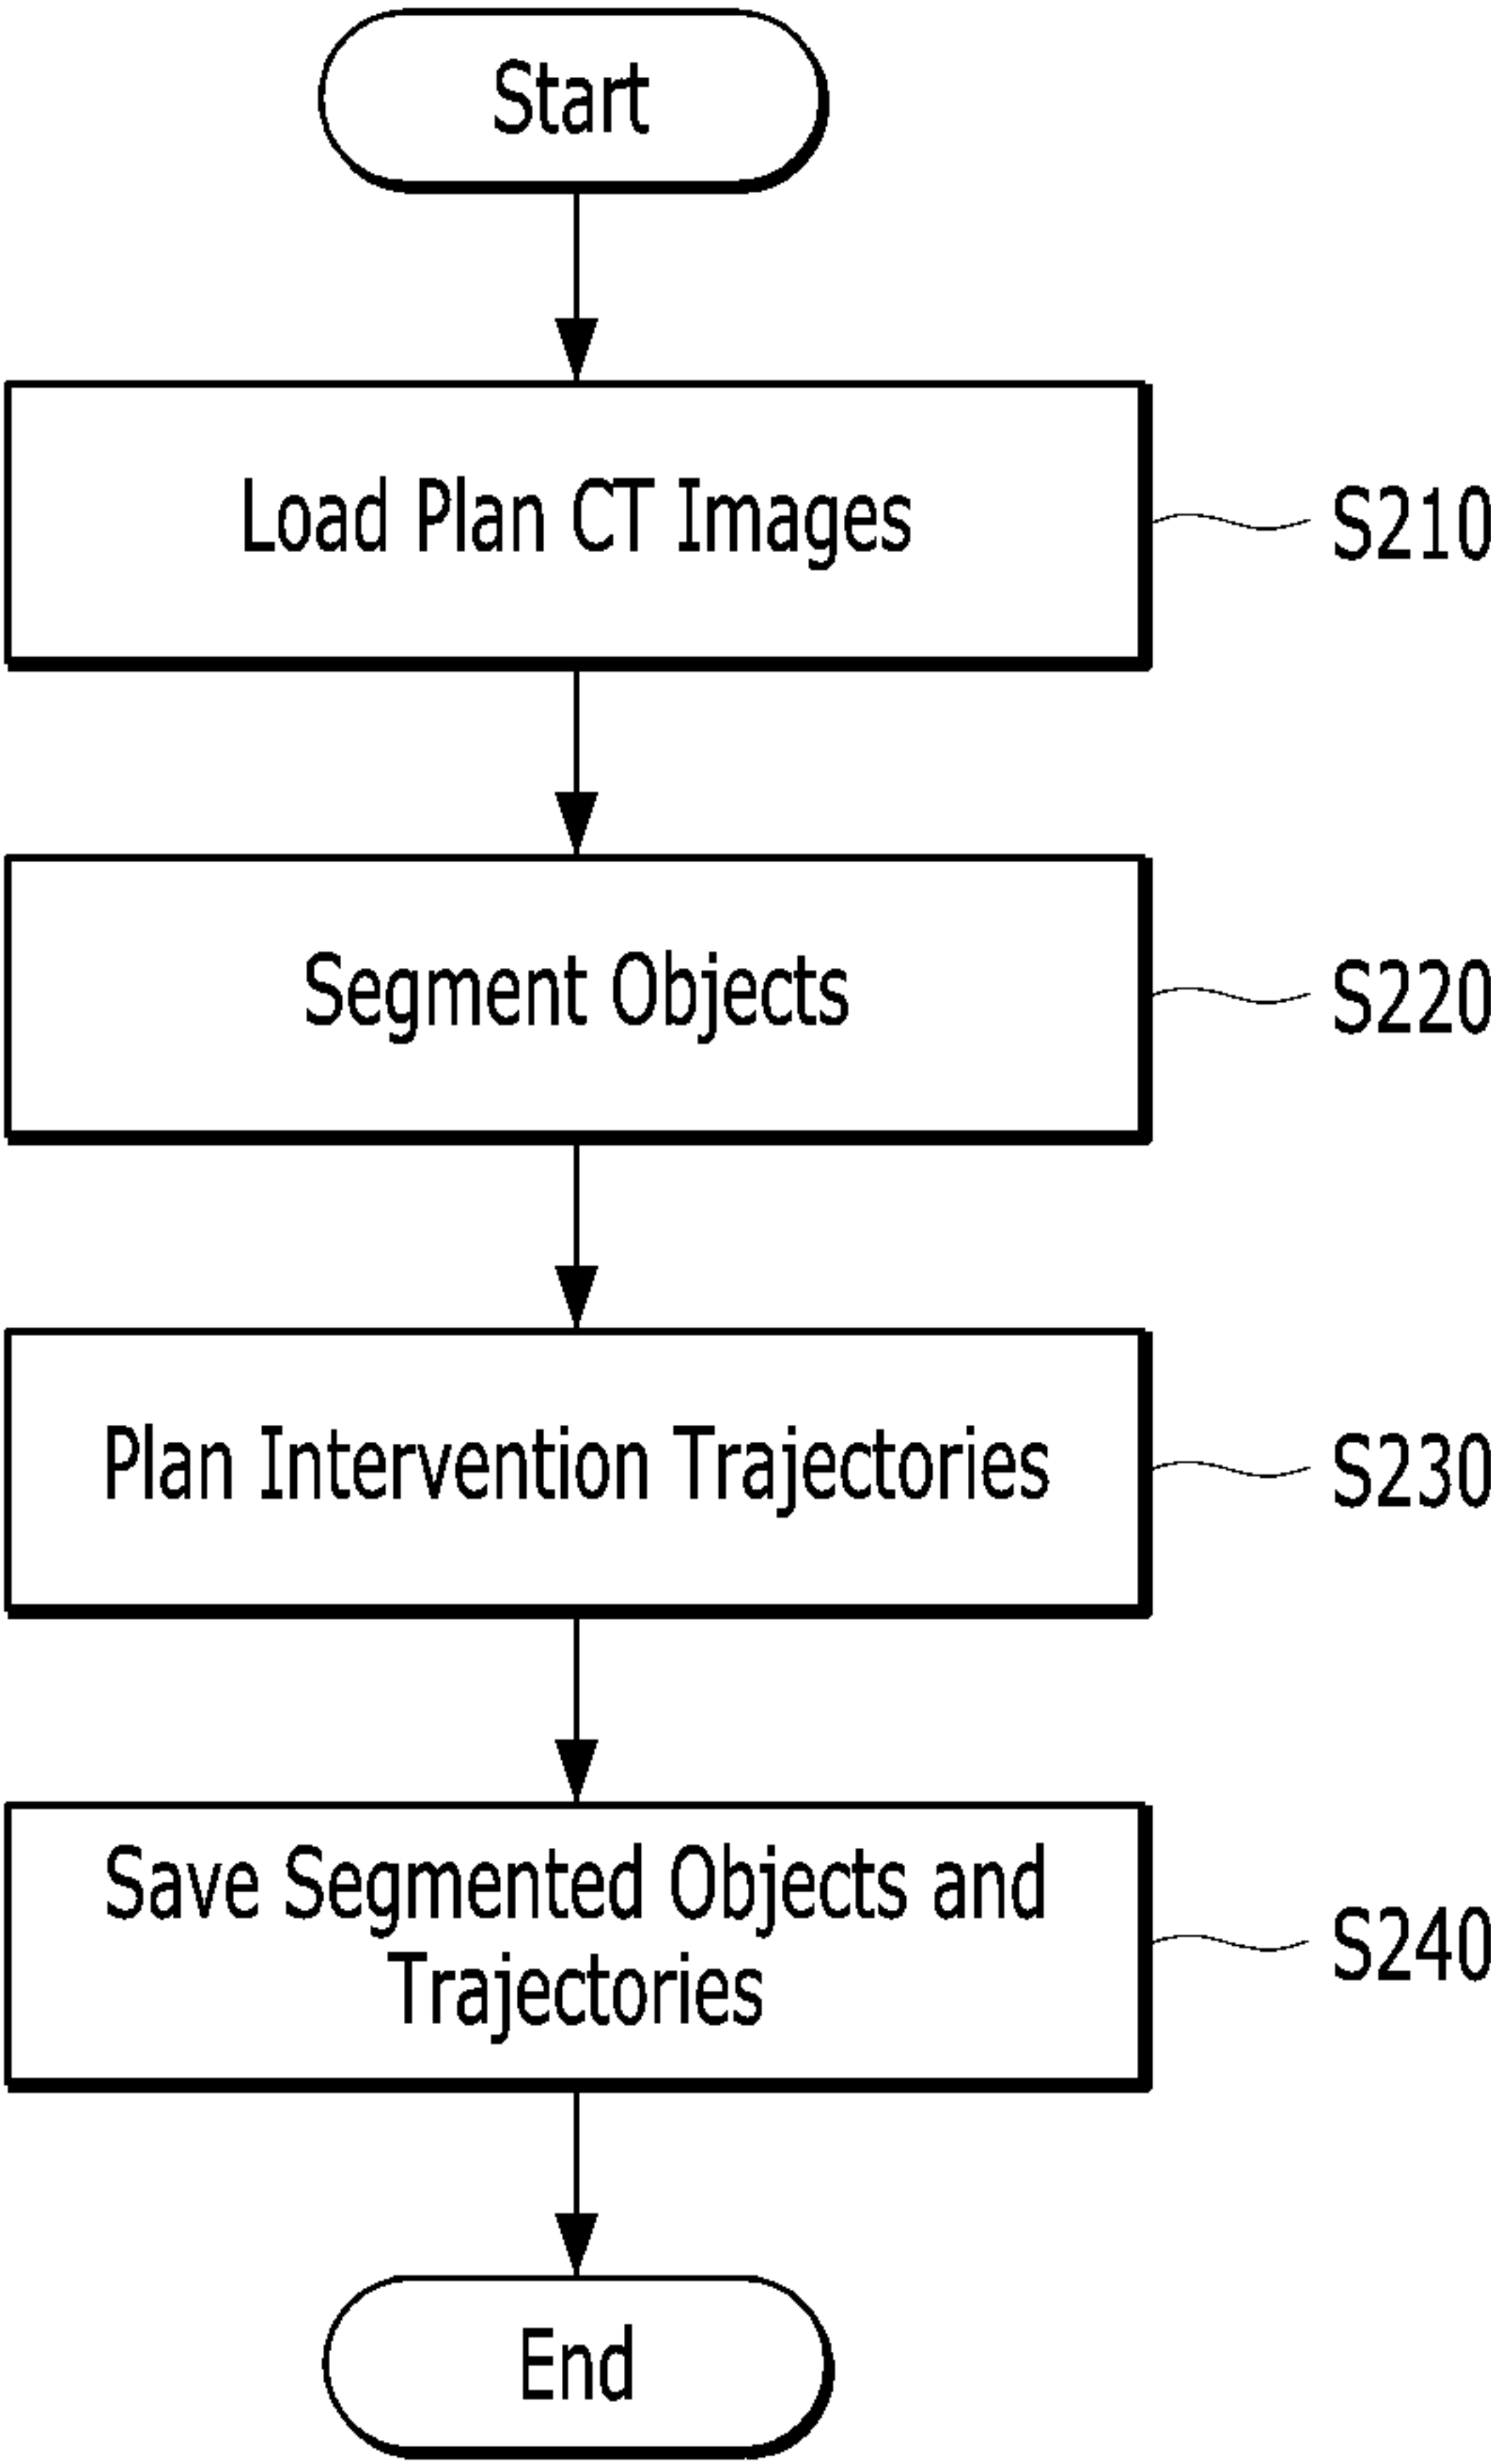 Start
Load Plan CT Images
S210
Segment Objects
S220
Plan Intervention Trajectories
S230
Save Segmented Objects and
Trajectories
S240
End